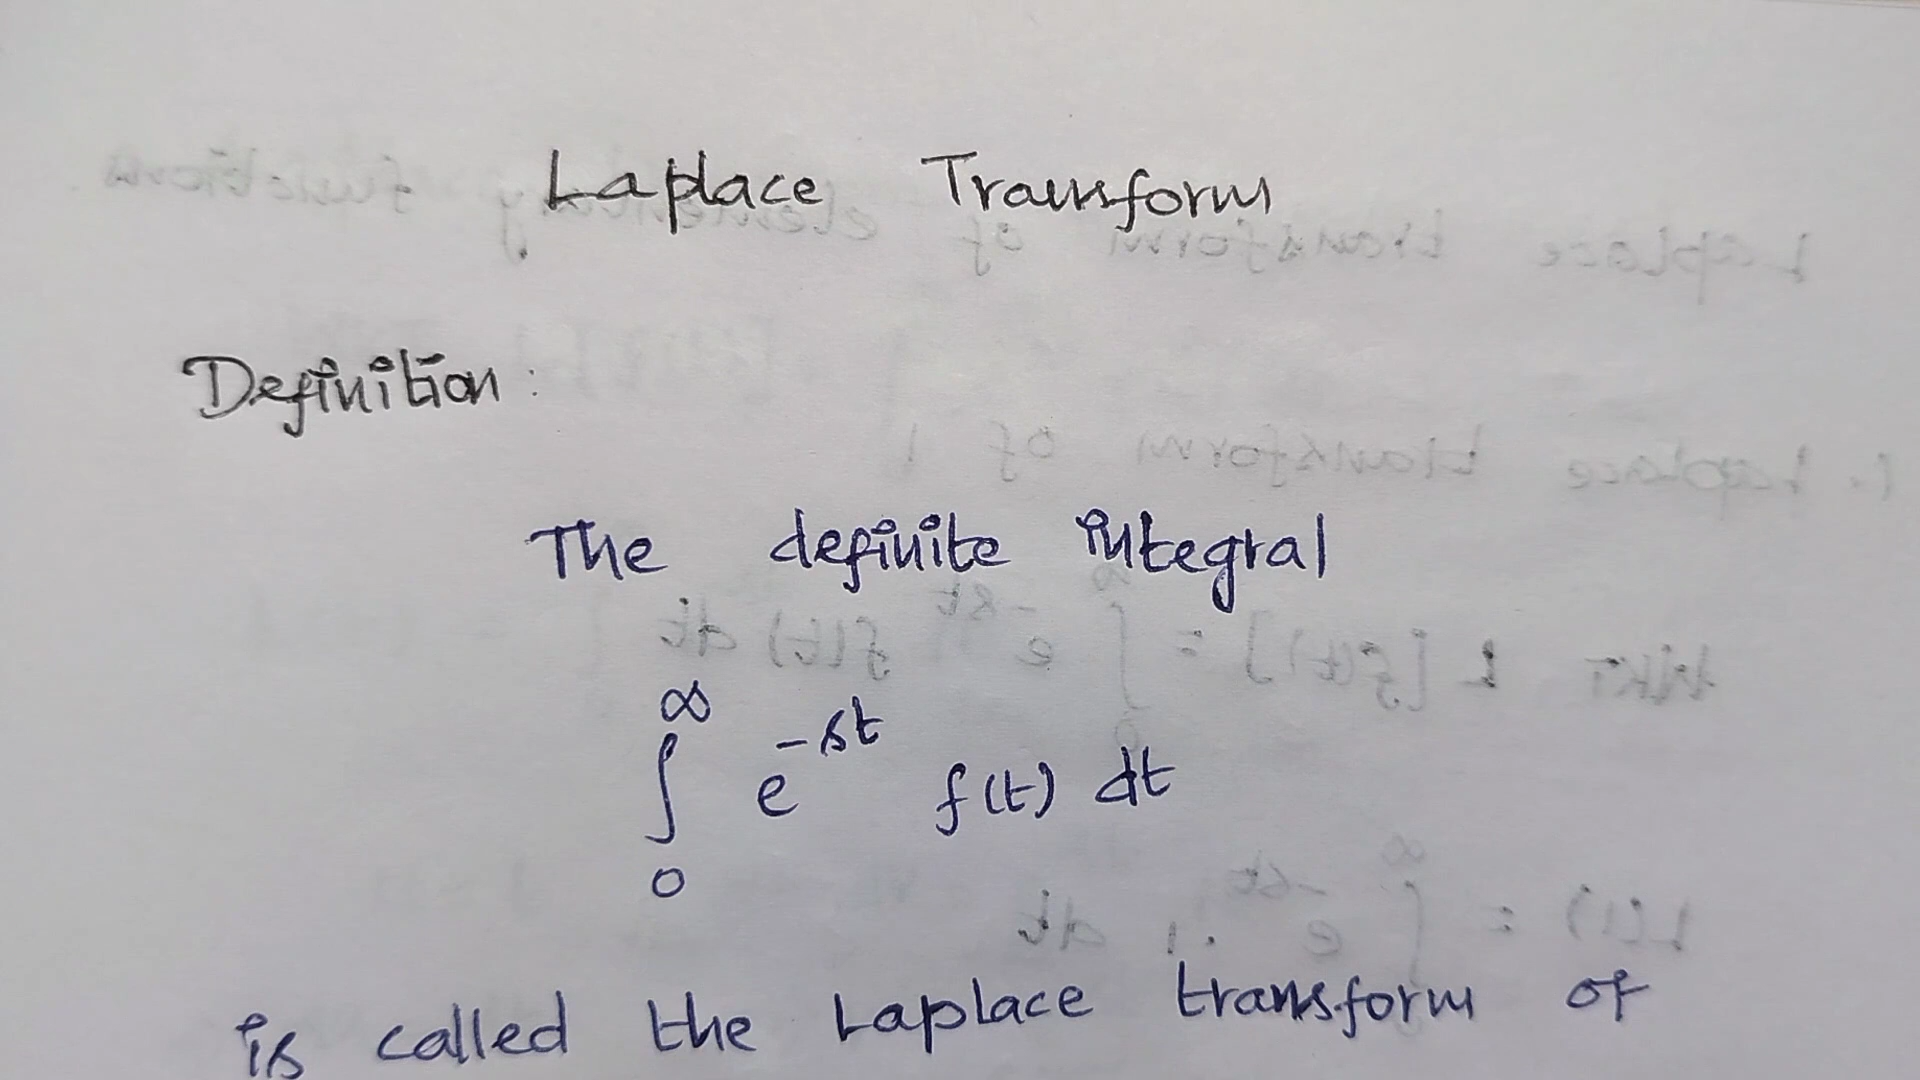 Laplace Transform
Definition:
The definite integral
∞
∫ e^-st f(t) dt
0
is called the Laplace transform of